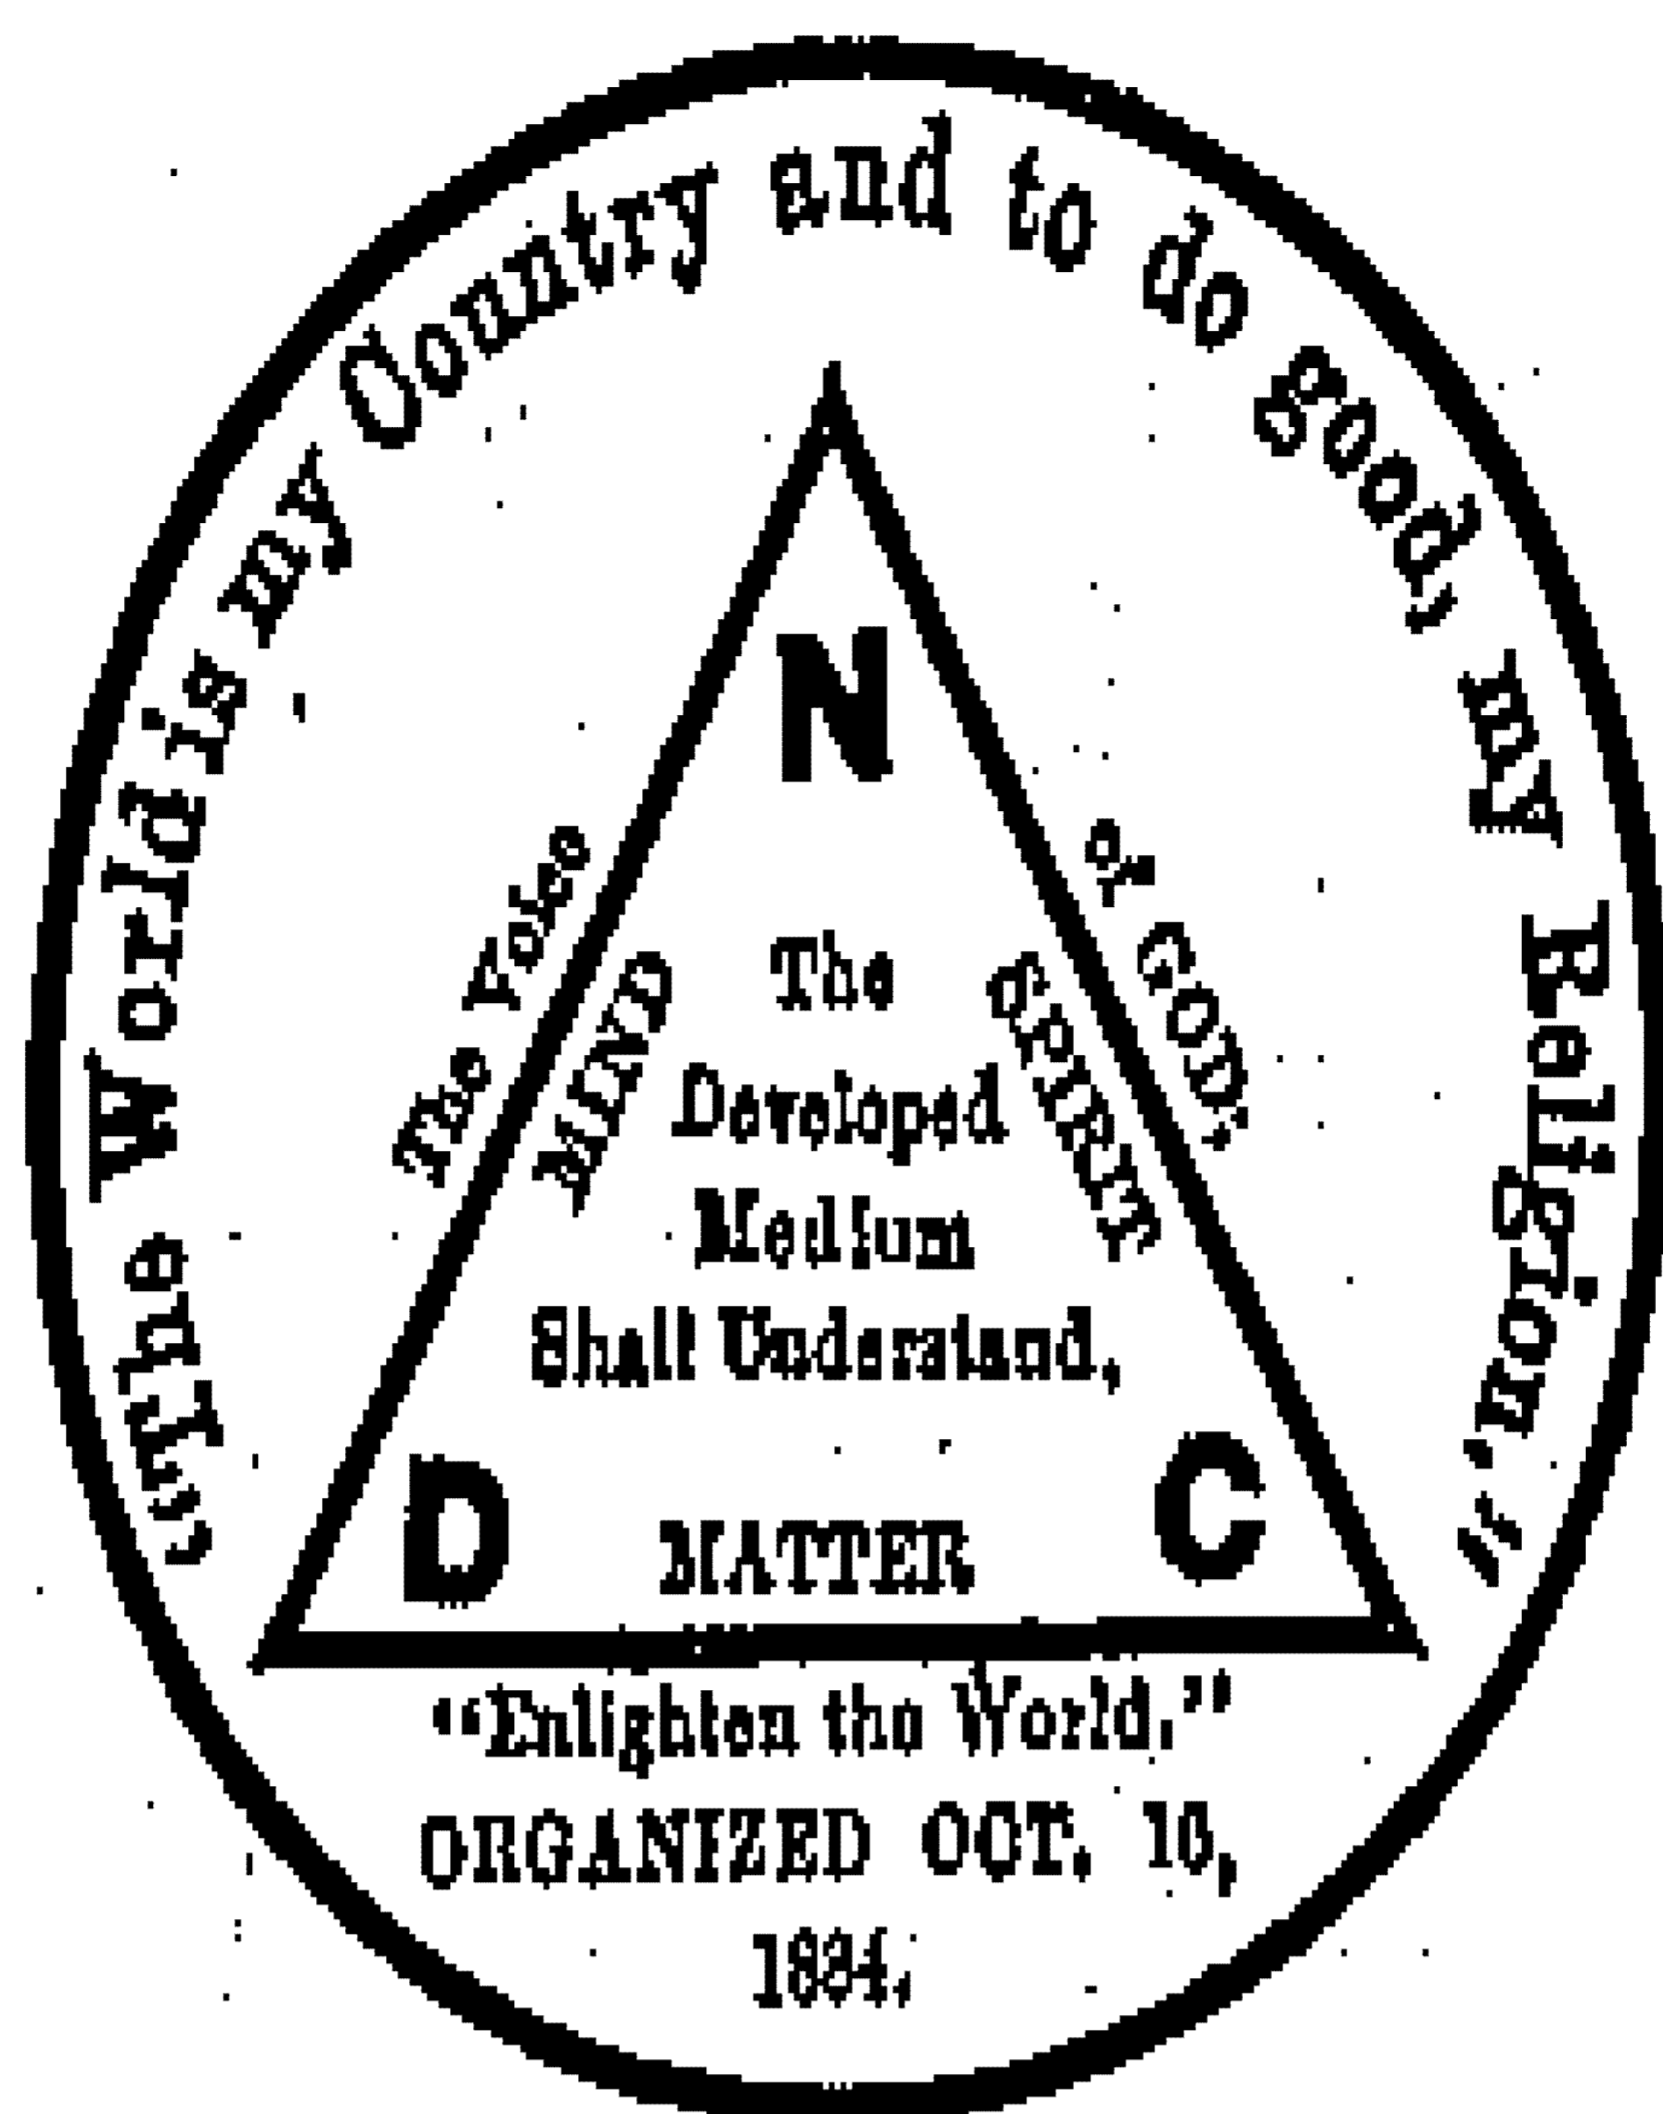 “The World is my Country and to do good, my Religion.”
The Voice of GOD.
N
MIND
SPIRIT
The
Developed
Medium
Shall Understand,
D C
MATTER
“Enlighten the World.”
ORGANIZED OCT. 10,
1884.